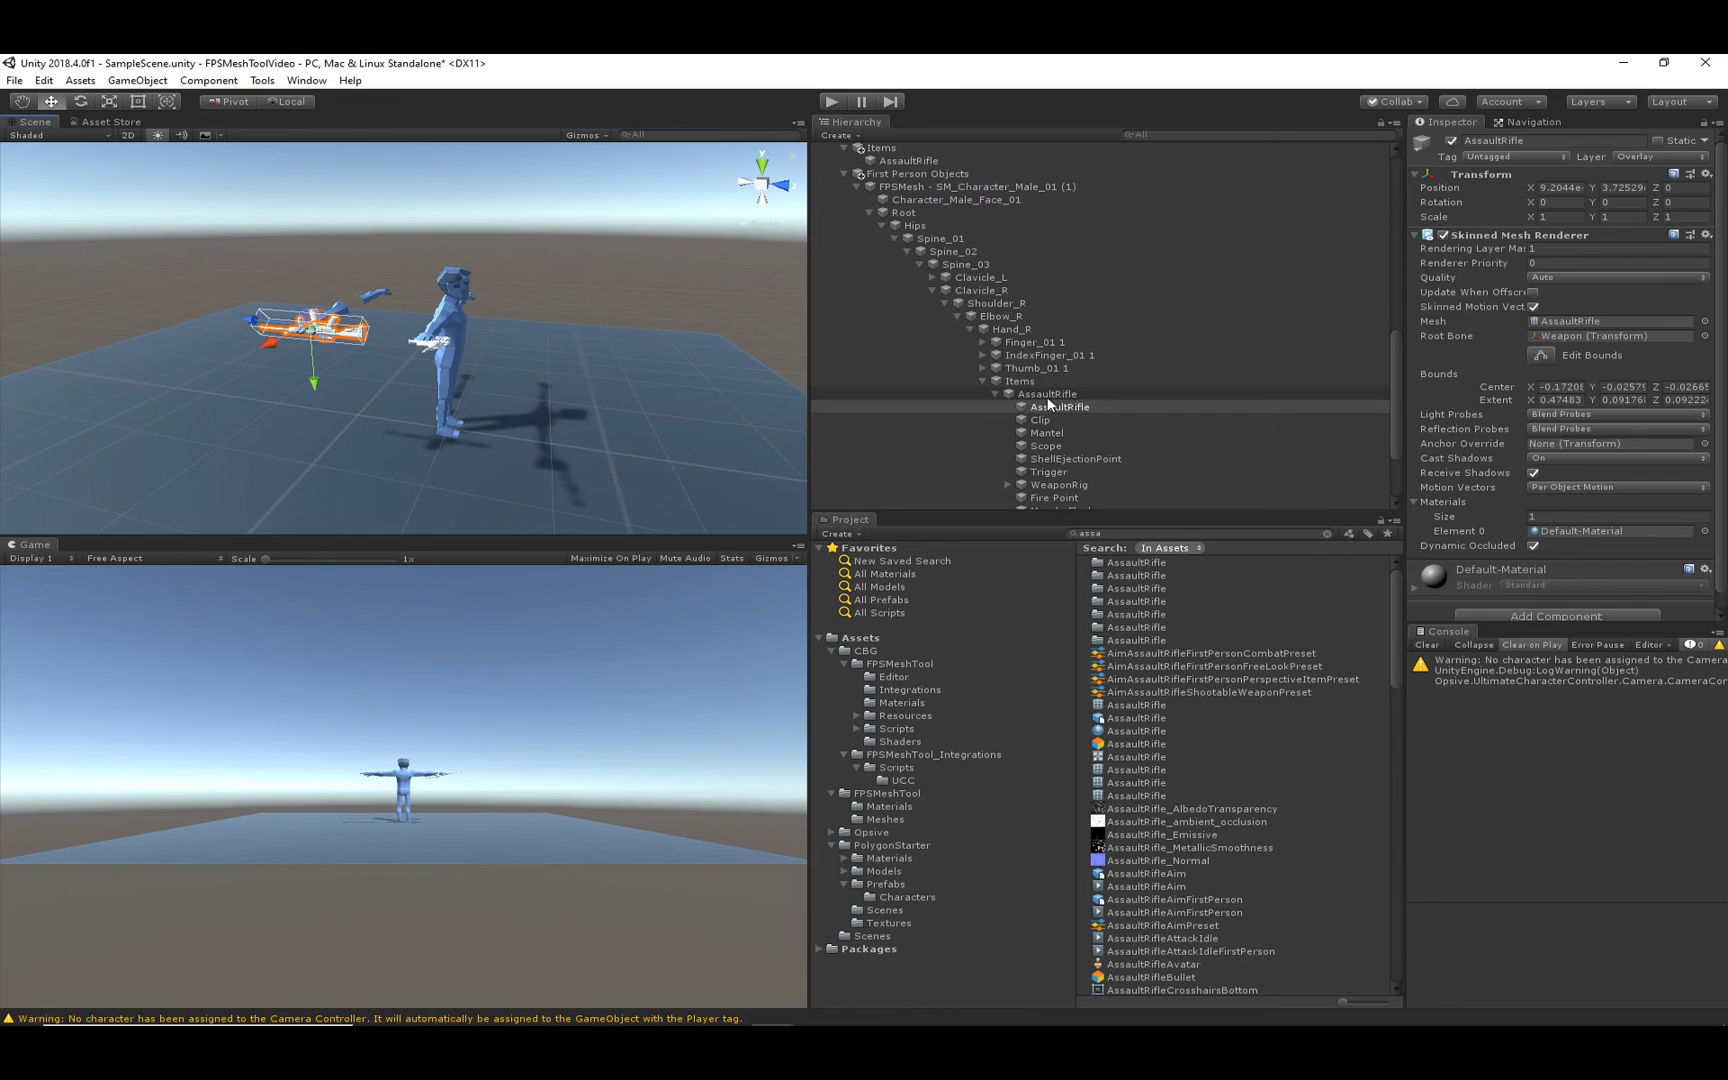 Unity 2018.4.0f1 - SampleScene.unity - FPSMeshToolVideo - PC, Mac & Linux Standalone* <DX11>
File Edit Assets GameObject Component Tools Window Help
Pivot Local
Collab Account Layers Layout
Scene Asset Store
Shaded 2D Gizmos All
y
Game
Display 1 Free Aspect Scale 1x Maximize On Play Mute Audio Stats Gizmos
Hierarchy
Create All
Items
AssaultRifle
First Person Objects
FPSMesh - SM_Character_Male_01 (1)
Character_Male_Face_01
Root
Hips
Spine_01
Spine_02
Spine_03
Clavicle_L
Clavicle_R
Shoulder_R
Elbow_R
Hand_R
Finger_01 1
IndexFinger_01 1
Thumb_01 1
Items
AssaultRifle
AssaultRifle
Clip
Mantel
Scope
ShellEjectionPoint
Trigger
WeaponRig
Fire Point
Project
Create assa
Favorites
New Saved Search
All Materials
All Models
All Prefabs
All Scripts
Assets
CBG
FPSMeshTool
Editor
Integrations
Materials
Resources
Scripts
Shaders
FPSMeshTool_Integrations
Scripts
UCC
FPSMeshTool
Materials
Meshes
Opsive
PolygonStarter
Materials
Models
Prefabs
Characters
Scenes
Textures
Scenes
Packages
Search: In Assets
AssaultRifle
AssaultRifle
AssaultRifle
AssaultRifle
AssaultRifle
AssaultRifle
AssaultRifle
AimAssaultRifleFirstPersonCombatPreset
AimAssaultRifleFirstPersonFreeLookPreset
AimAssaultRifleFirstPersonPerspectiveItemPreset
AimAssaultRifleShootableWeaponPreset
AssaultRifle
AssaultRifle
AssaultRifle
AssaultRifle
AssaultRifle
AssaultRifle
AssaultRifle
AssaultRifle
AssaultRifle_AlbedoTransparency
AssaultRifle_ambient_occlusion
AssaultRifle_Emissive
AssaultRifle_MetallicSmoothness
AssaultRifle_Normal
AssaultRifleAim
AssaultRifleAim
AssaultRifleAimFirstPerson
AssaultRifleAimFirstPerson
AssaultRifleAimPreset
AssaultRifleAttackIdle
AssaultRifleAttackIdleFirstPerson
AssaultRifleAvatar
AssaultRifleBullet
AssaultRifleCrosshairsBottom
Inspector Navigation
AssaultRifle Static
Tag Untagged Layer Overlay
Transform
Position X 9.2044e- Y 3.72529 Z 0
Rotation X 0 Y 0 Z 0
Scale X 1 Y 1 Z 1
Skinned Mesh Renderer
Rendering Layer Mas 1
Renderer Priority 0
Quality Auto
Update When Offscre
Skinned Motion Vect
Mesh AssaultRifle
Root Bone Weapon (Transform)
Edit Bounds
Bounds
Center X -0.17208 Y -0.02579 Z -0.02665
Extent X 0.47483 Y 0.09176 Z 0.09222
Light Probes Blend Probes
Reflection Probes Blend Probes
Anchor Override None (Transform)
Cast Shadows On
Receive Shadows
Motion Vectors Per Object Motion
Materials
Size 1
Element 0 Default-Material
Dynamic Occluded
Default-Material
Shader Standard
Add Component
Console
Clear Collapse Clear on Play Error Pause Editor 0
Warning: No character has been assigned to the Camera
UnityEngine.Debug:LogWarning(Object)
Opsive.UltimateCharacterController.Camera.CameraCor
Warning: No character has been assigned to the Camera Controller. It will automatically be assigned to the GameObject with the Player tag.